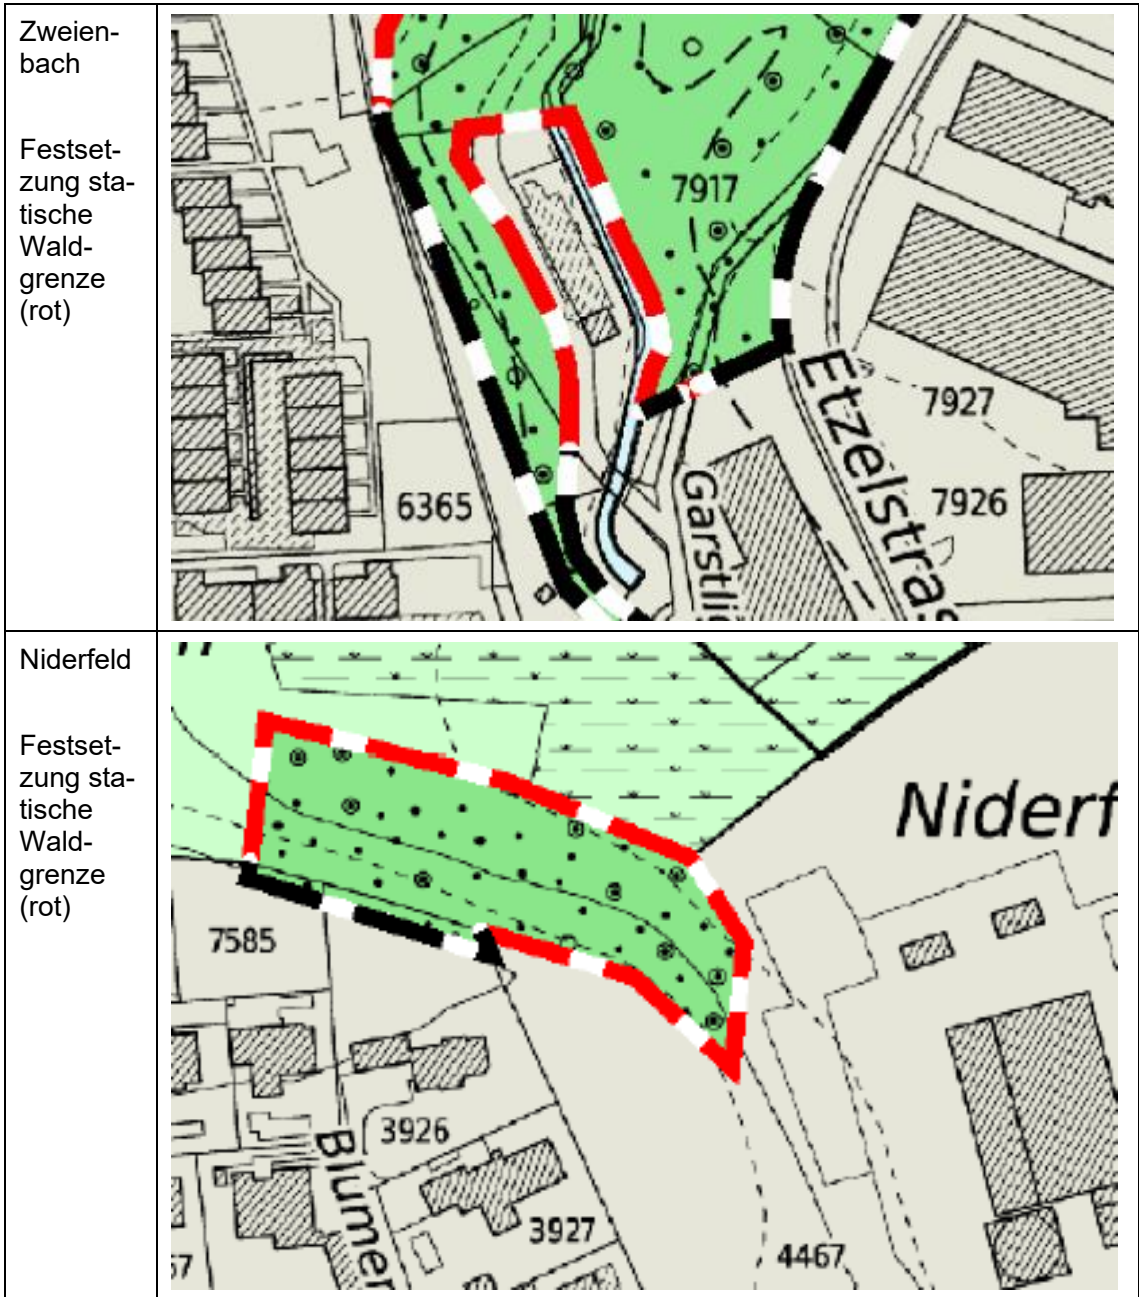 Zweien-
bach
Festset-
zung sta-
tische
Wald-
grenze
(rot)
7917
7927
7926
6365
Etzelstras
Garstli
Niderfeld
Festset-
zung sta-
tische
Wald-
grenze
(rot)
Niderf
7585
3926
Blumen
3927
4467
57